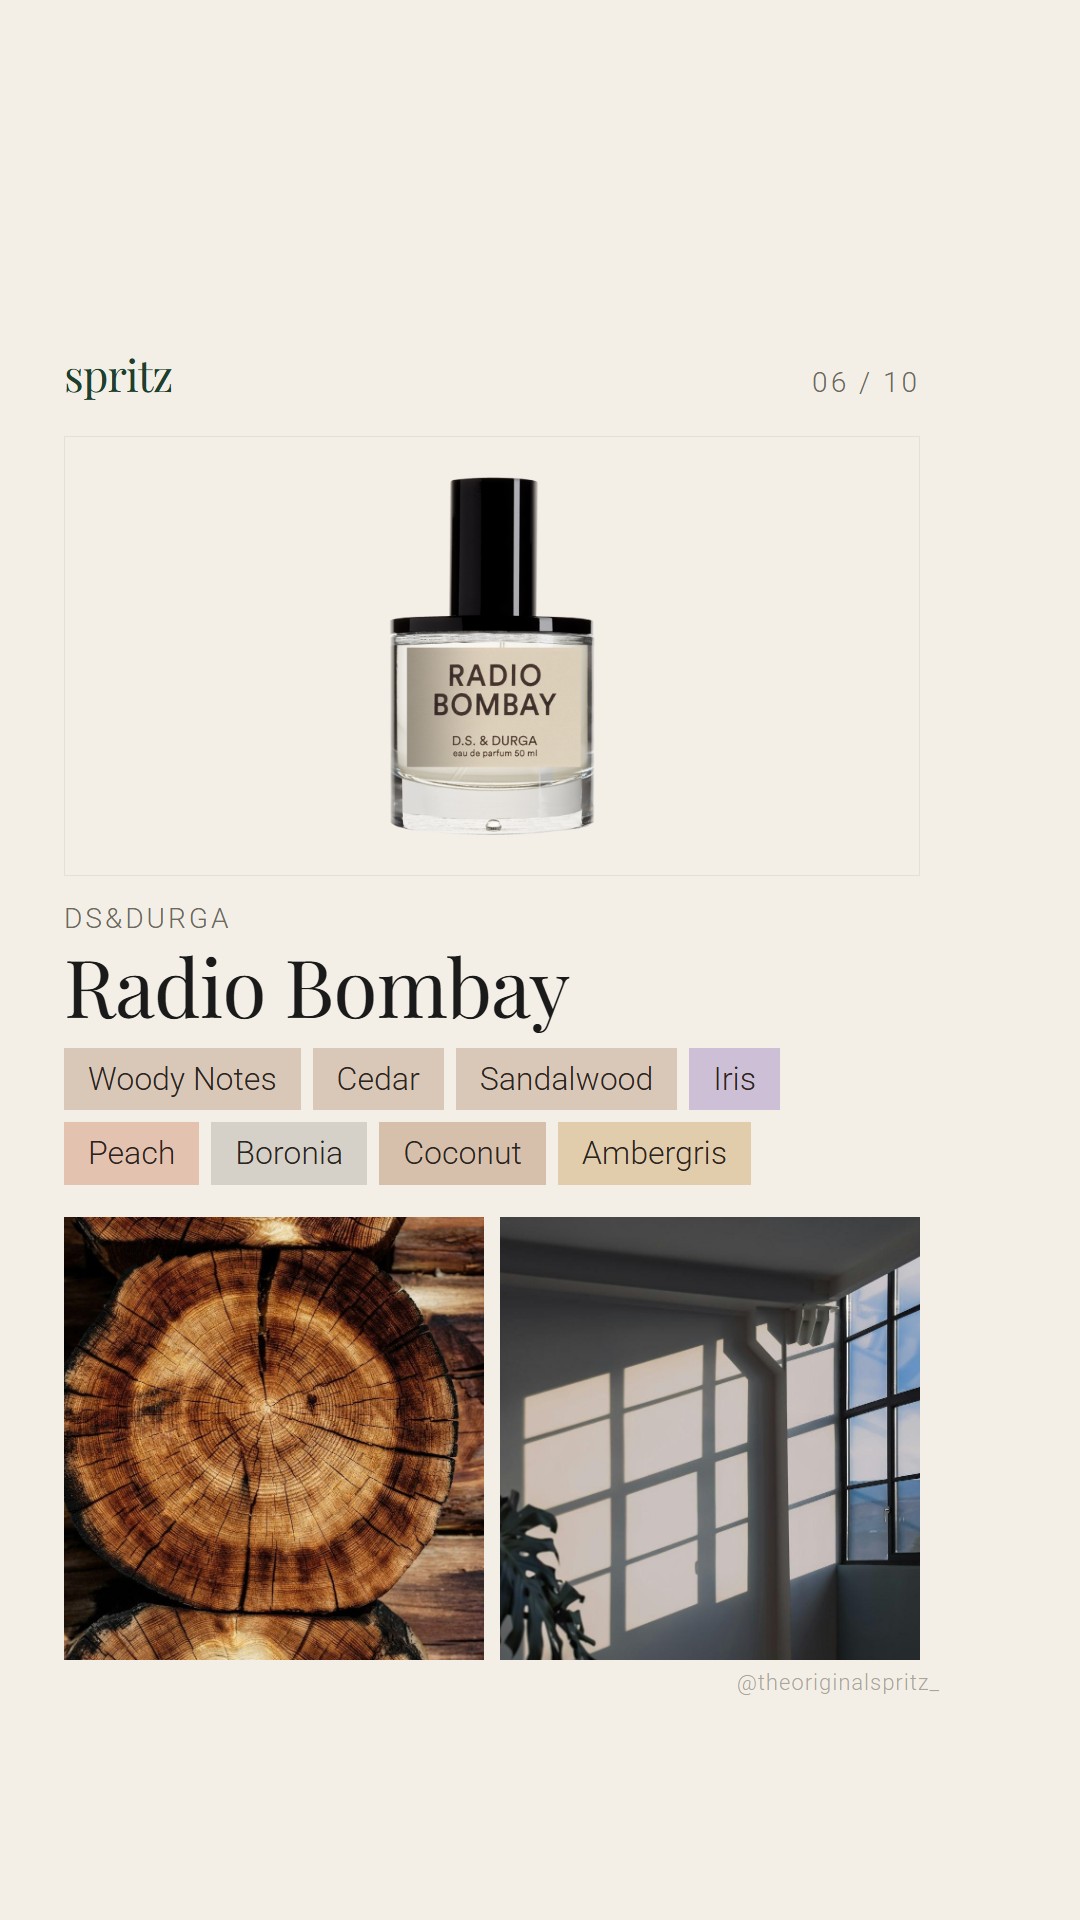 spritz
06 / 10
RADIO
BOMBAY
D.S. & DURGA
eau de parfum 50 ml
DS&DURGA
Radio Bombay
Woody Notes Cedar Sandalwood Iris
Peach Boronia Coconut Ambergris
@theoriginalspritz_